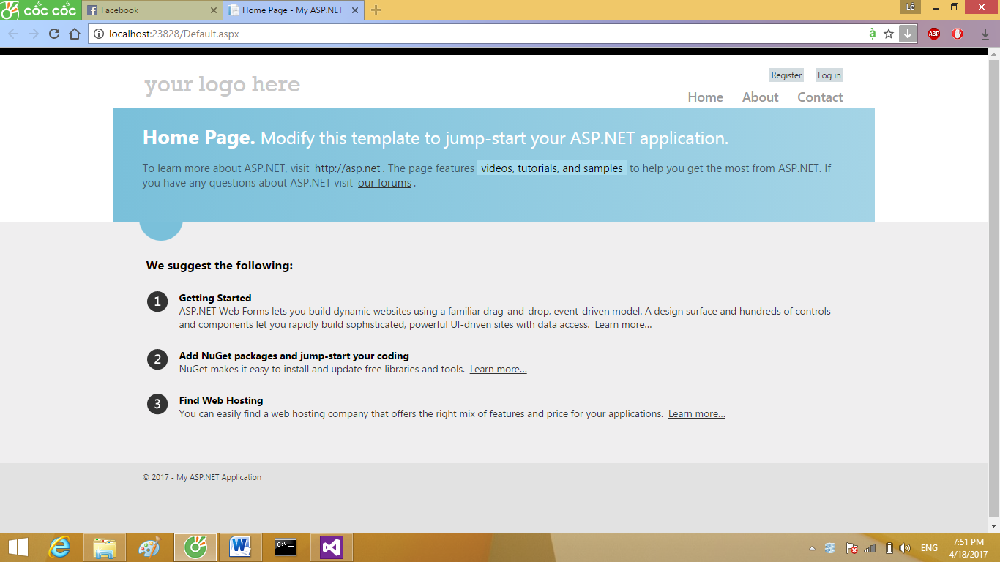 cốc cốc
Facebook
Home Page - My ASP.NET
Lê
localhost:23828/Default.aspx
ạ
ABP
your logo here
Register Log in
Home About Contact
Home Page. Modify this template to jump-start your ASP.NET application.
To learn more about ASP.NET, visit http://asp.net. The page features videos, tutorials, and samples to help you get the most from ASP.NET. If
you have any questions about ASP.NET visit our forums.
We suggest the following:
1 Getting Started
ASP.NET Web Forms lets you build dynamic websites using a familiar drag-and-drop, event-driven model. A design surface and hundreds of controls
and components let you rapidly build sophisticated, powerful UI-driven sites with data access. Learn more…
2 Add NuGet packages and jump-start your coding
NuGet makes it easy to install and update free libraries and tools. Learn more…
3 Find Web Hosting
You can easily find a web hosting company that offers the right mix of features and price for your applications. Learn more…
© 2017 - My ASP.NET Application
ENG
7:51 PM
4/18/2017